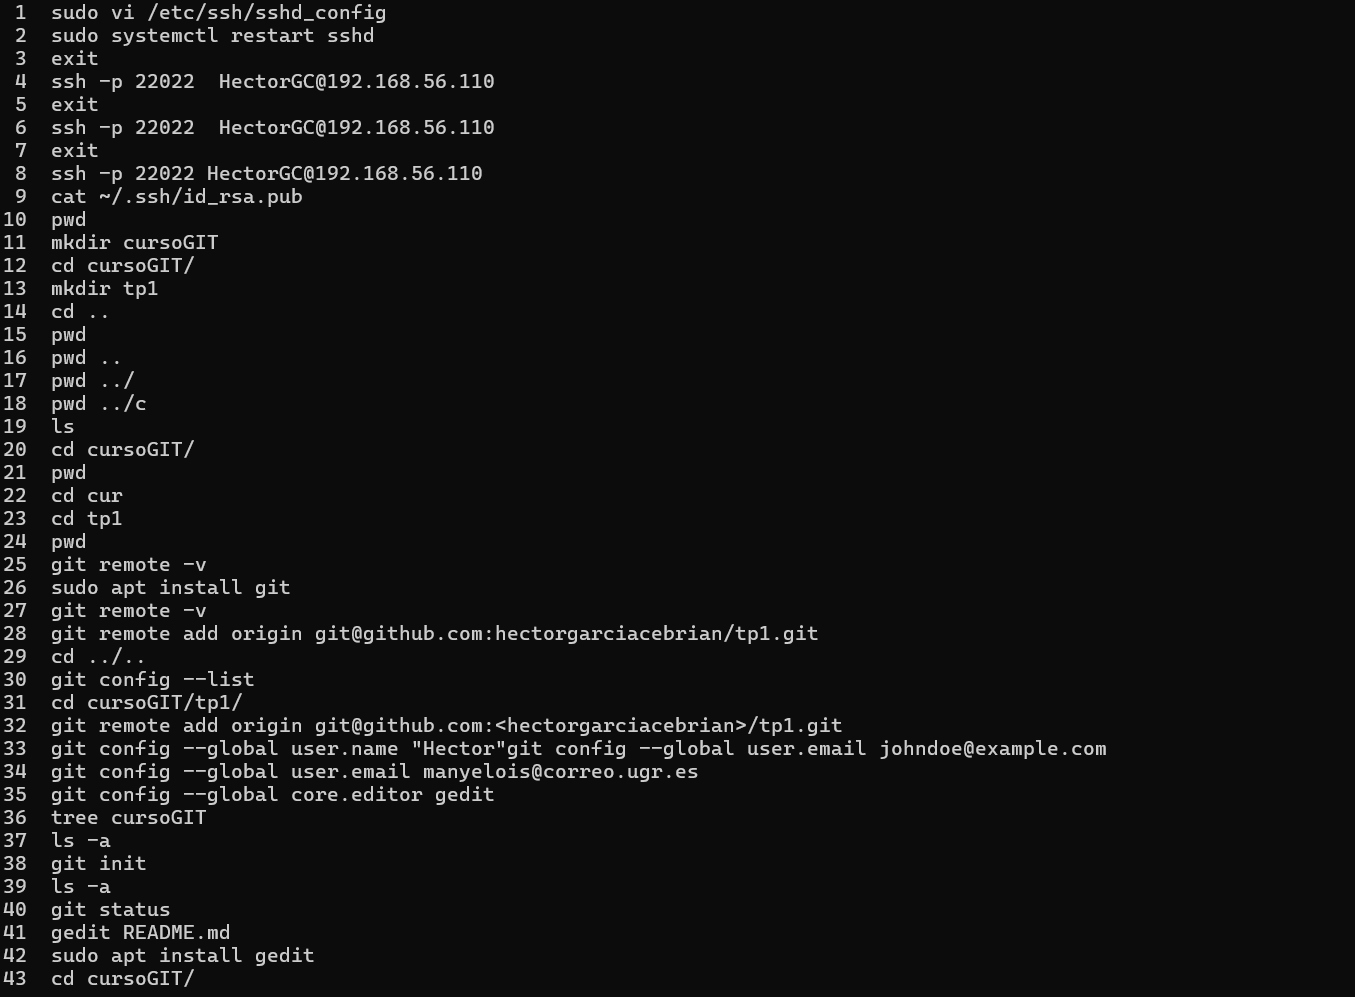 1 sudo vi /etc/ssh/sshd_config
2 sudo systemctl restart sshd
3 exit
4 ssh -p 22022  HectorGC@192.168.56.110
5 exit
6 ssh -p 22022  HectorGC@192.168.56.110
7 exit
8 ssh -p 22022 HectorGC@192.168.56.110
9 cat ~/.ssh/id_rsa.pub
10 pwd
11 mkdir cursoGIT
12 cd cursoGIT/
13 mkdir tp1
14 cd ..
15 pwd
16 pwd ..
17 pwd ../
18 pwd ../c
19 ls
20 cd cursoGIT/
21 pwd
22 cd cur
23 cd tp1
24 pwd
25 git remote -v
26 sudo apt install git
27 git remote -v
28 git remote add origin git@github.com:hectorgarciacebrian/tp1.git
29 cd ../..
30 git config --list
31 cd cursoGIT/tp1/
32 git remote add origin git@github.com:<hectorgarciacebrian>/tp1.git
33 git config --global user.name "Hector"git config --global user.email johndoe@example.com
34 git config --global user.email manyelois@correo.ugr.es
35 git config --global core.editor gedit
36 tree cursoGIT
37 ls -a
38 git init
39 ls -a
40 git status
41 gedit README.md
42 sudo apt install gedit
43 cd cursoGIT/